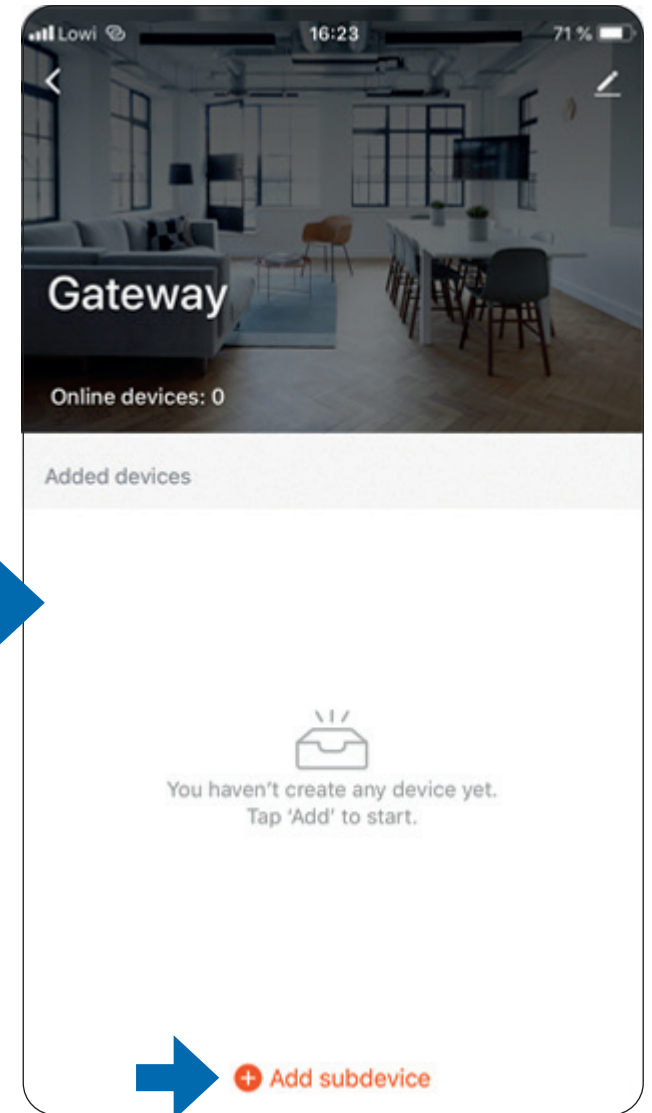 Lowi 16:23 71 %
Gateway
Online devices: 0
Added devices
You haven't create any device yet.
Tap 'Add' to start.
Add subdevice